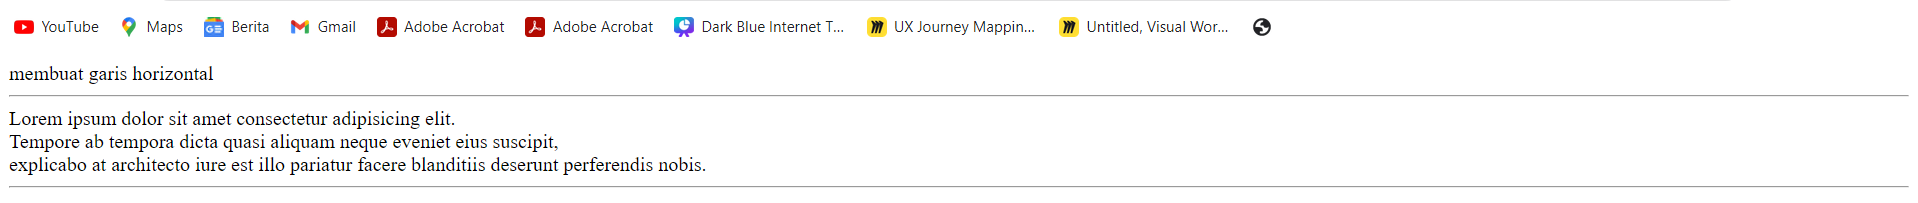 YouTube Maps Berita Gmail Adobe Acrobat Adobe Acrobat Dark Blue Internet T... UX Journey Mappin... Untitled, Visual Wor...
membuat garis horizontal
Lorem ipsum dolor sit amet consectetur adipisicing elit.
Tempore ab tempora dicta quasi aliquam neque eveniet eius suscipit,
explicabo at architecto iure est illo pariatur facere blanditiis deserunt perferendis nobis.